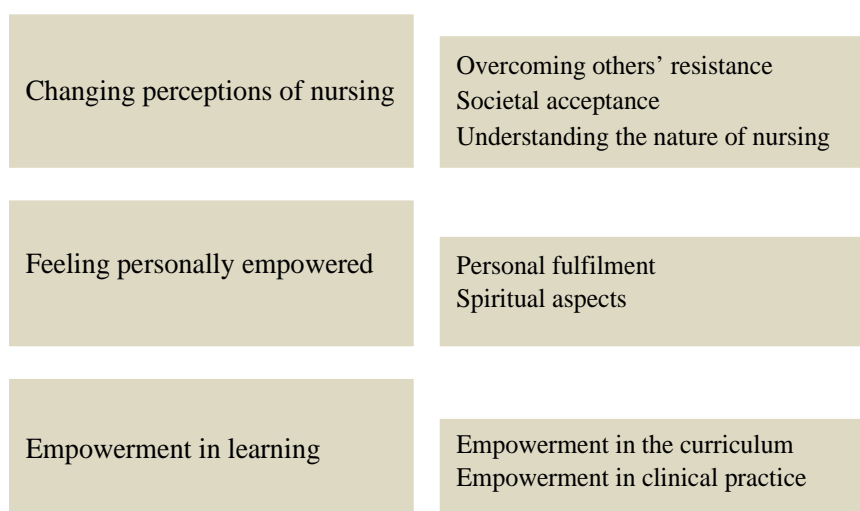 Changing perceptions of nursing
Overcoming others’ resistance
Societal acceptance
Understanding the nature of nursing
Feeling personally empowered
Personal fulfilment
Spiritual aspects
Empowerment in learning
Empowerment in the curriculum
Empowerment in clinical practice